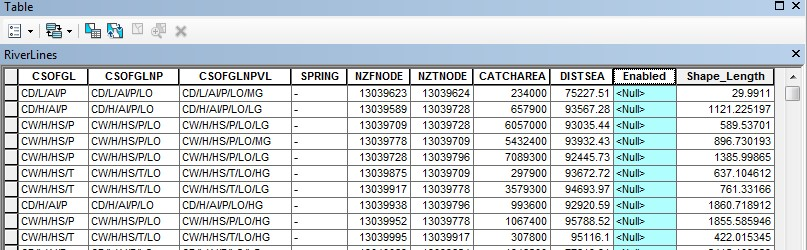 Table
RiverLines
CSOFGL CSOFGLNP CSOFGLNPVL SPRING NZFNODE NZTNODE CATCHAREA DISTSEA Enabled Shape_Length
CD/L/AI/P CD/L/AI/P/LO CD/L/AI/P/LO/MG - 13039623 13039624 234000 75227.51 <Null> 29.9911
CD/H/AI/P CD/H/AI/P/LO CD/H/AI/P/LO/LG - 13039589 13039728 657900 93567.28 <Null> 1121.225197
CW/H/HS/P CW/H/HS/P/LO CW/H/HS/P/LO/LG - 13039709 13039728 6057000 93035.44 <Null> 589.53701
CW/H/HS/P CW/H/HS/P/LO CW/H/HS/P/LO/MG - 13039778 13039709 5432400 93932.43 <Null> 896.730193
CW/H/HS/P CW/H/HS/P/LO CW/H/HS/P/LO/LG - 13039728 13039796 7089300 92445.73 <Null> 1385.99865
CW/H/HS/T CW/H/HS/T/LO CW/H/HS/T/LO/HG - 13039875 13039709 297900 93672.72 <Null> 637.104612
CW/H/HS/T CW/H/HS/T/LO CW/H/HS/T/LO/LG - 13039917 13039778 3579300 94693.97 <Null> 761.33166
CD/H/AI/P CD/H/AI/P/LO CD/H/AI/P/LO/HG - 13039938 13039796 993600 92920.59 <Null> 1860.718912
CW/H/HS/P CW/H/HS/P/LO CW/H/HS/P/LO/HG - 13039952 13039778 1067400 95788.52 <Null> 1855.585946
CW/H/HS/T CW/H/HS/T/LO CW/H/HS/T/LO/HG - 13039995 13039917 307800 95116.1 <Null> 422.015345